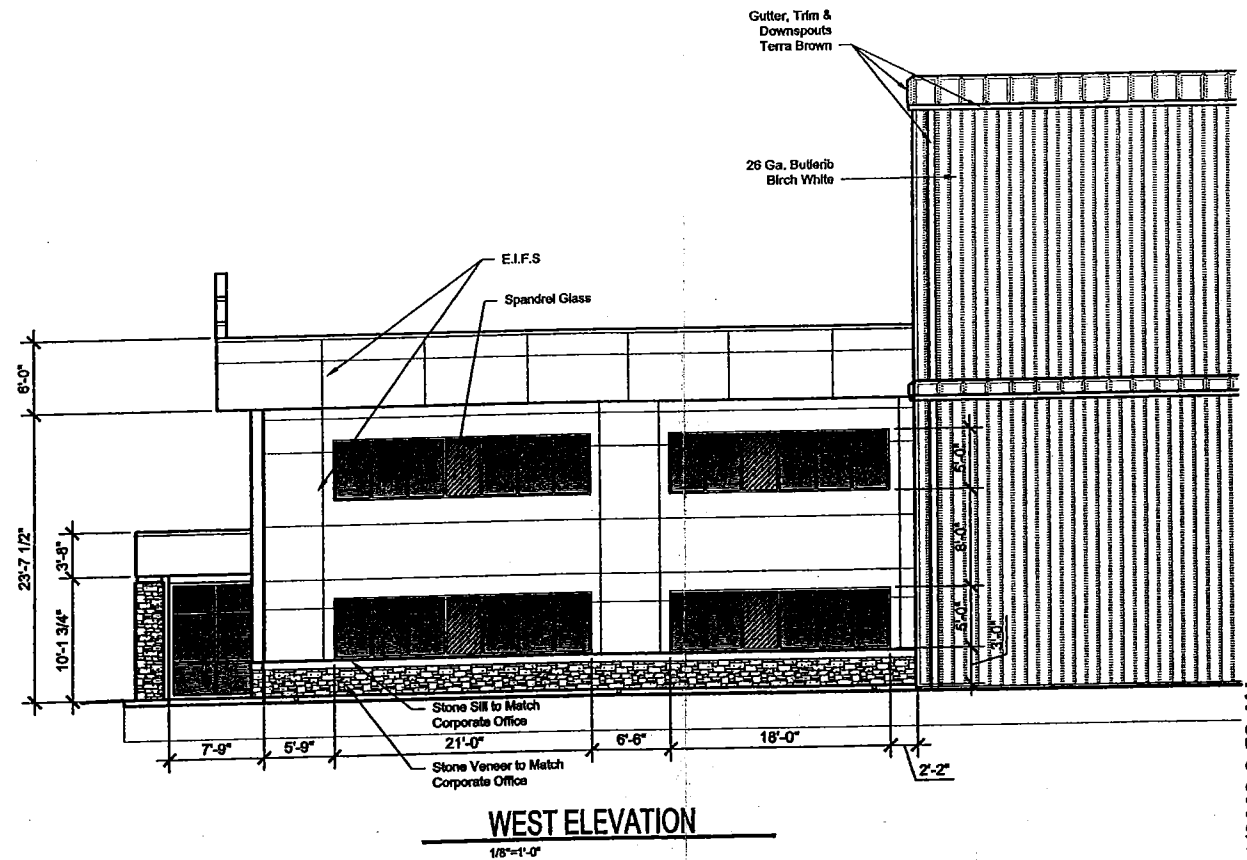 Gutter, Trim &
Downspouts
Terra Brown
26 Ga. Butlerib
Birch White
E.I.F.S
Spandrel Glass
6'-0"
23'-7 1/2"
3'-8"
10'-1 3/4"
5'-0"
8'-0"
5'-0"
3'-0"
Stone Sill to Match
Corporate Office
7'-9"
5'-9"
21'-0"
6'-6"
18'-0"
2'-2"
Stone Veneer to Match
Corporate Office
WEST ELEVATION
1/8"=1'-0"